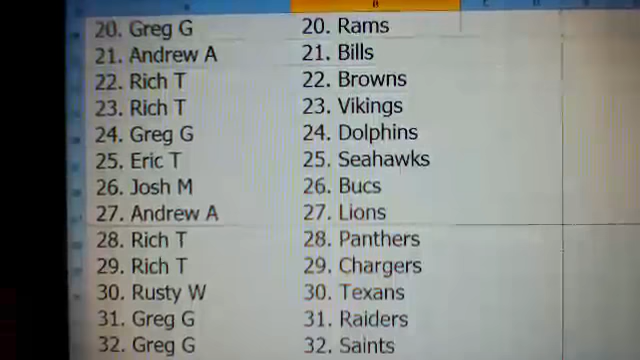 20. Greg G 20. Rams
21. Andrew A 21. Bills
22. Rich T 22. Browns
23. Rich T 23. Vikings
24. Greg G 24. Dolphins
25. Eric T 25. Seahawks
26. Josh M 26. Bucs
27. Andrew A 27. Lions
28. Rich T 28. Panthers
29. Rich T 29. Chargers
30. Rusty W 30. Texans
31. Greg G 31. Raiders
32. Greg G 32. Saints